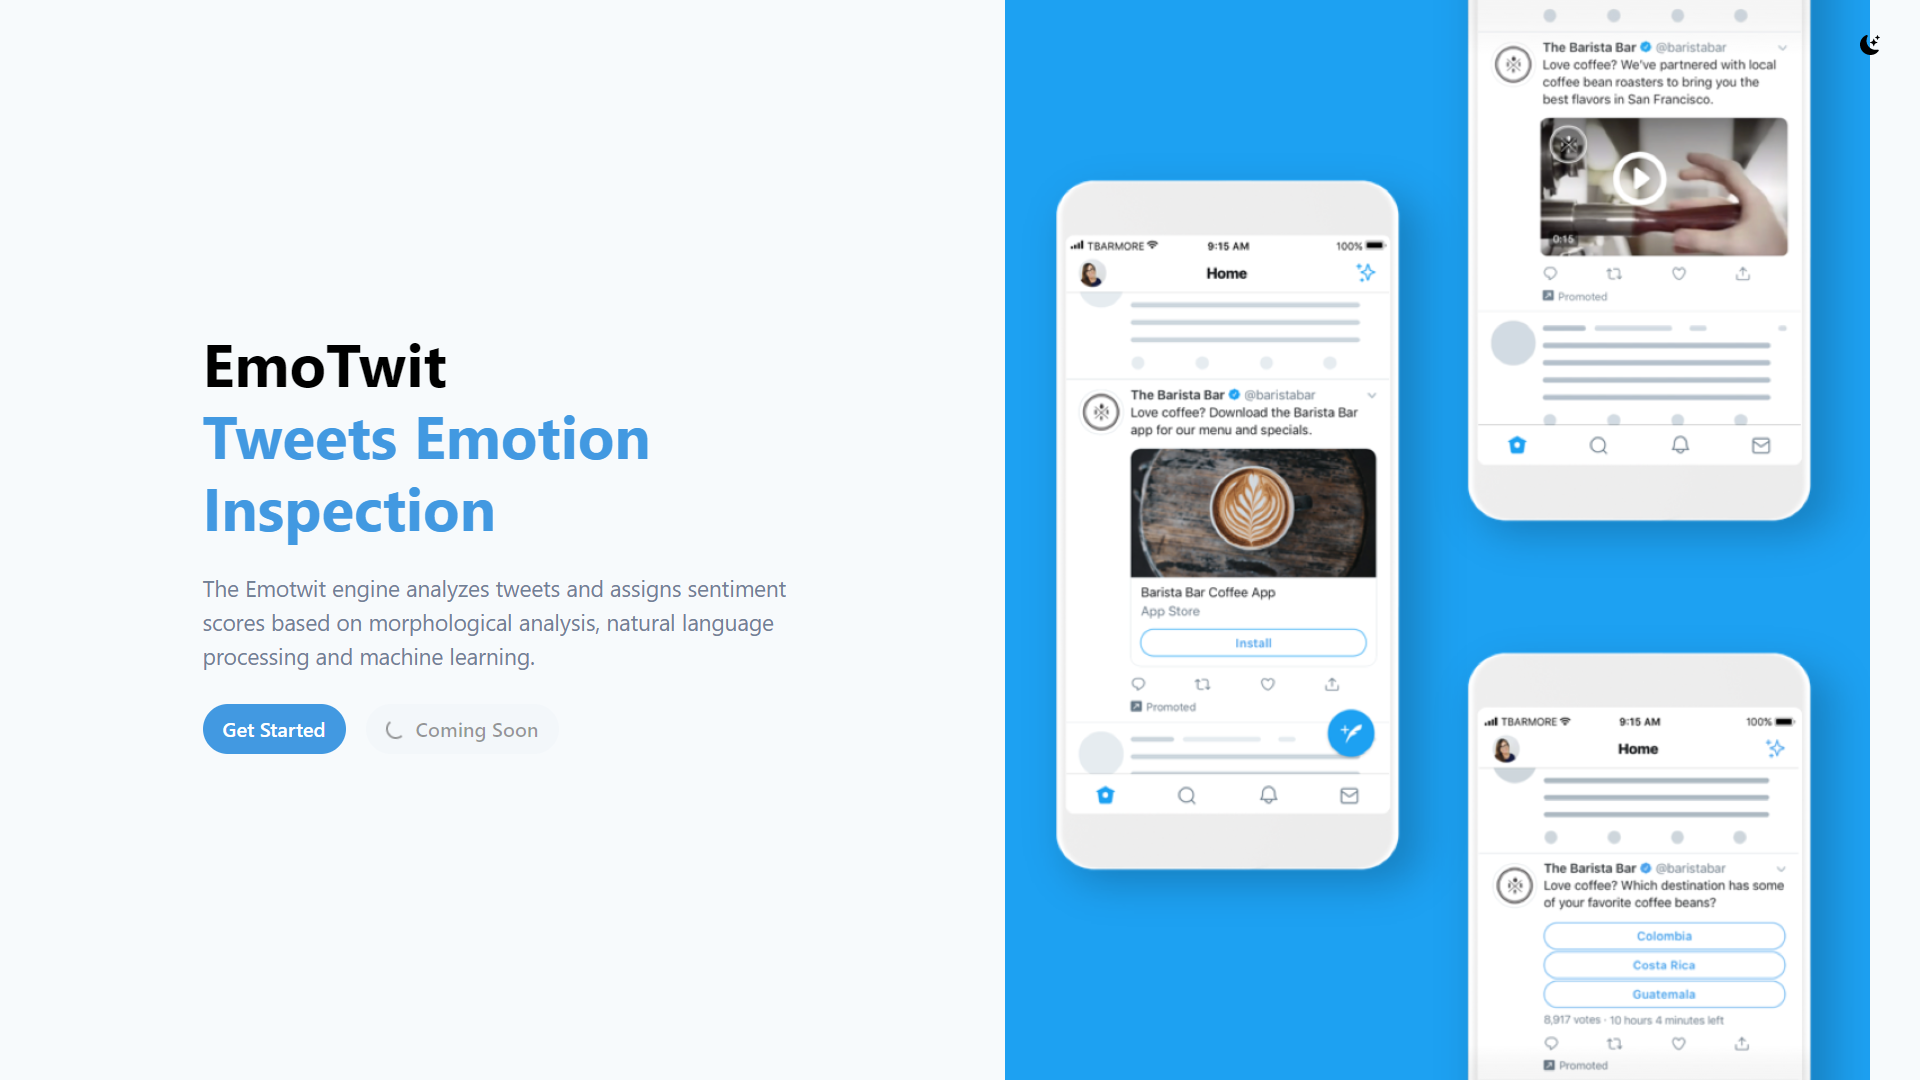 EmoTwit
Tweets Emotion
Inspection
The Emotwit engine analyzes tweets and assigns sentiment
scores based on morphological analysis, natural language
processing and machine learning.
Get Started
Coming Soon
TBARMORE 9:15 AM 100%
Home
The Barista Bar @baristabar
Love coffee? Download the Barista Bar
app for our menu and specials.
Barista Bar Coffee App
App Store
Install
Promoted
The Barista Bar @baristabar
Love coffee? We've partnered with local
coffee bean roasters to bring you the
best flavors in San Francisco.
0:15
Promoted
TBARMORE 9:15 AM 100%
Home
The Barista Bar @baristabar
Love coffee? Which destination has some
of your favorite coffee beans?
Colombia
Costa Rica
Guatemala
8,917 votes · 10 hours 4 minutes left
Promoted